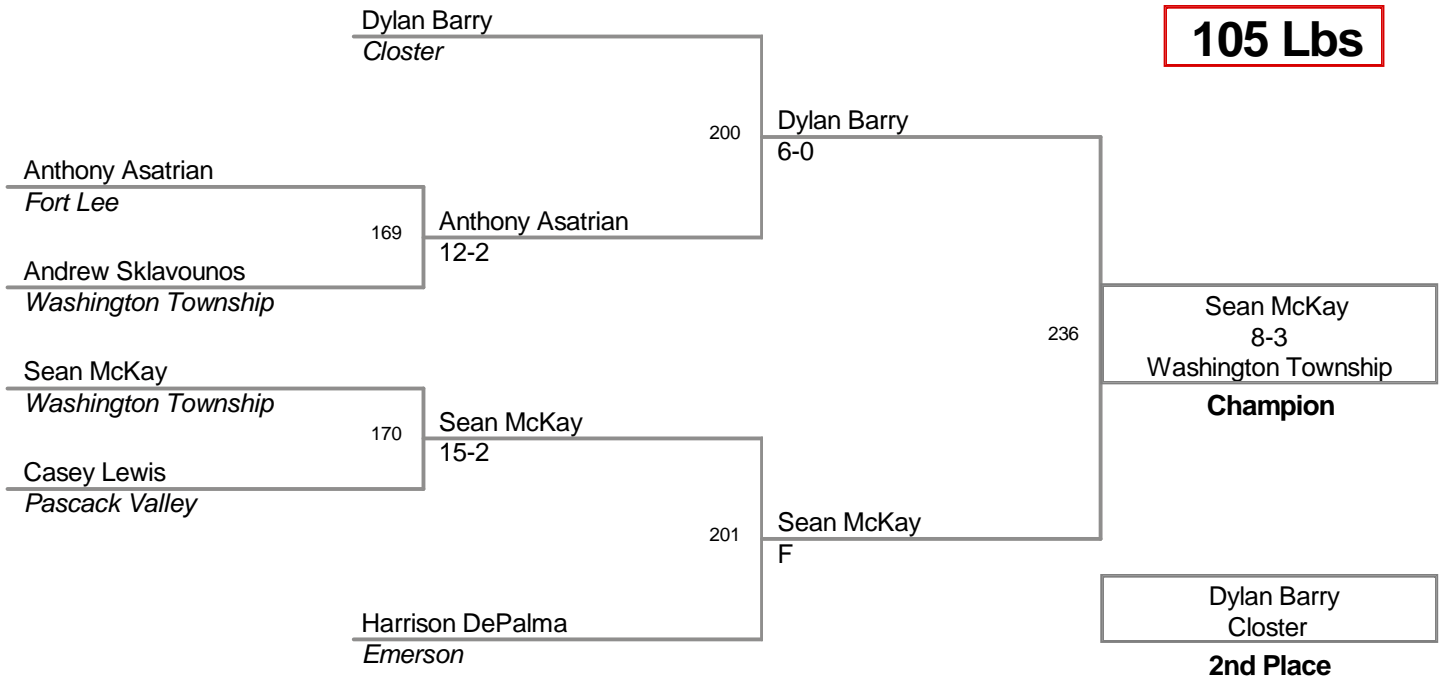 Dylan Barry
Closter
105 Lbs
200
Dylan Barry
6-0
Anthony Asatrian
Fort Lee
169
Anthony Asatrian
12-2
Andrew Sklavounos
Washington Township
236
Sean McKay
8-3
Washington Township
Champion
Sean McKay
Washington Township
170
Sean McKay
15-2
Casey Lewis
Pascack Valley
201
Sean McKay
F
Harrison DePalma
Emerson
Dylan Barry
Closter
2nd Place